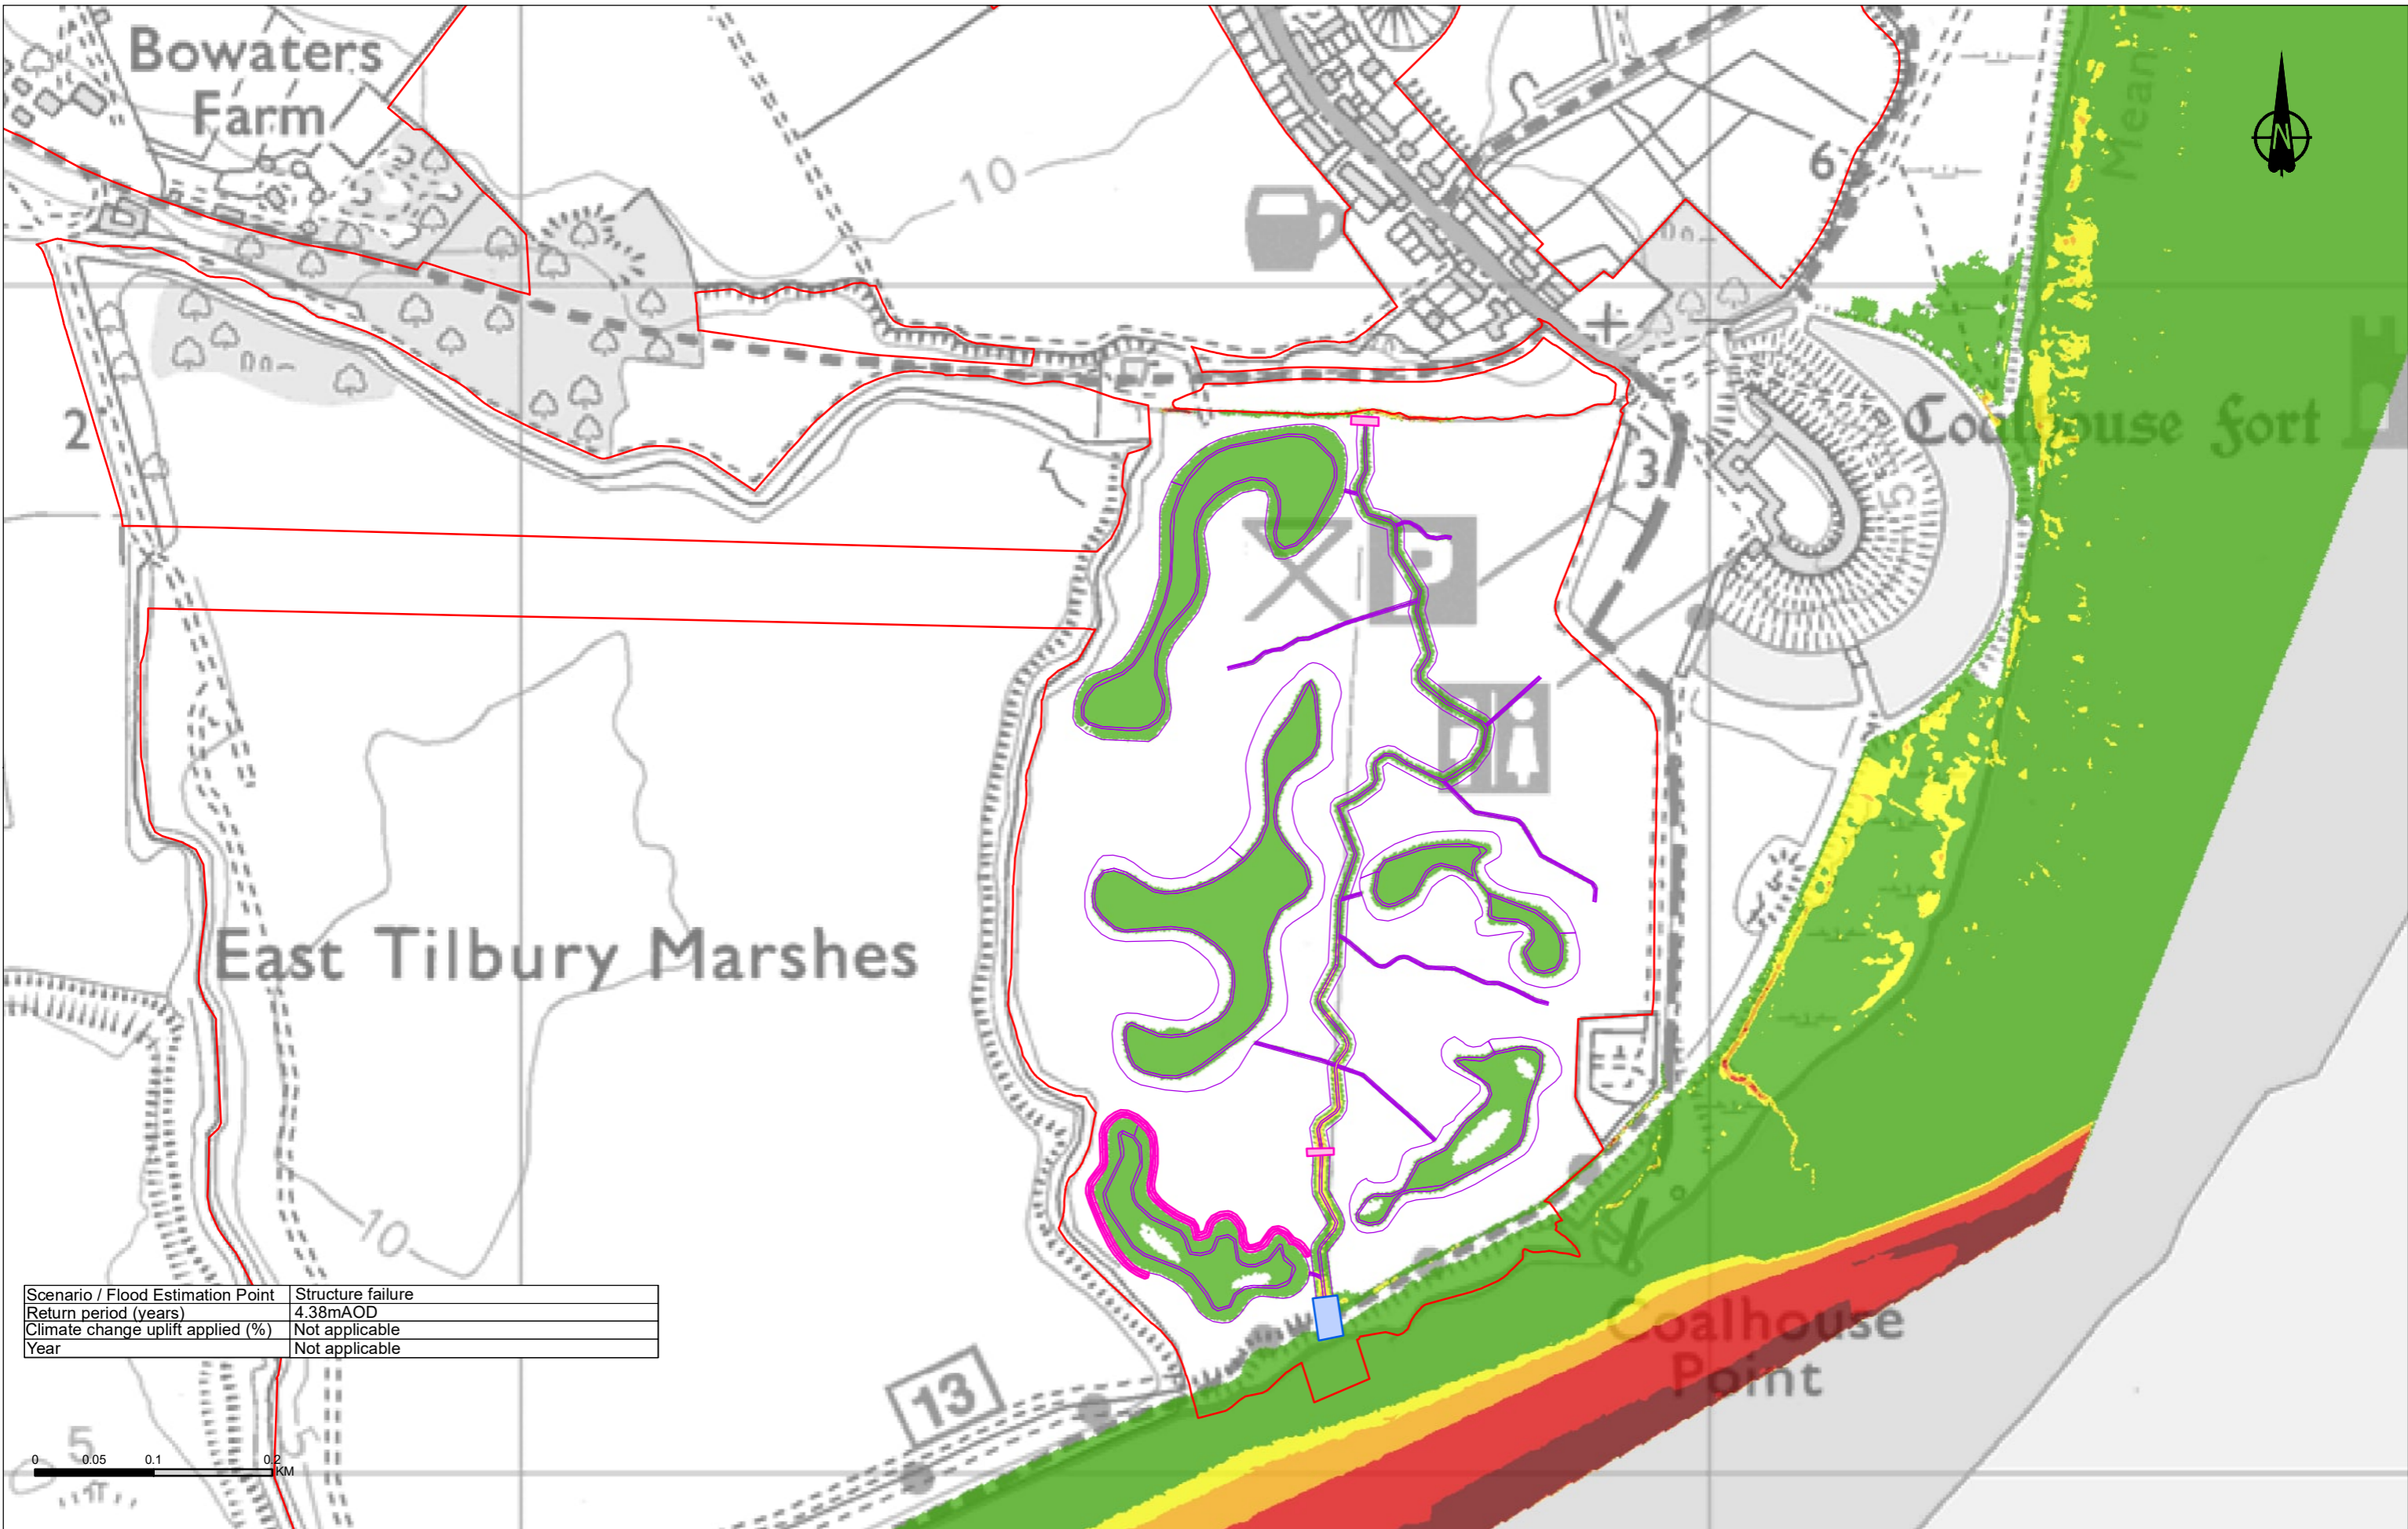 Bowaters
Farm
Mean
N
10
6
Coalhouse Fort
2
3
P
East Tilbury Marshes
10
Scenario / Flood Estimation Point Structure failure
Return period (years) 4.38mAOD
Climate change uplift applied (%) Not applicable
Year Not applicable
Coalhouse
Point
13
5
0 0.05 0.1 0.2
KM